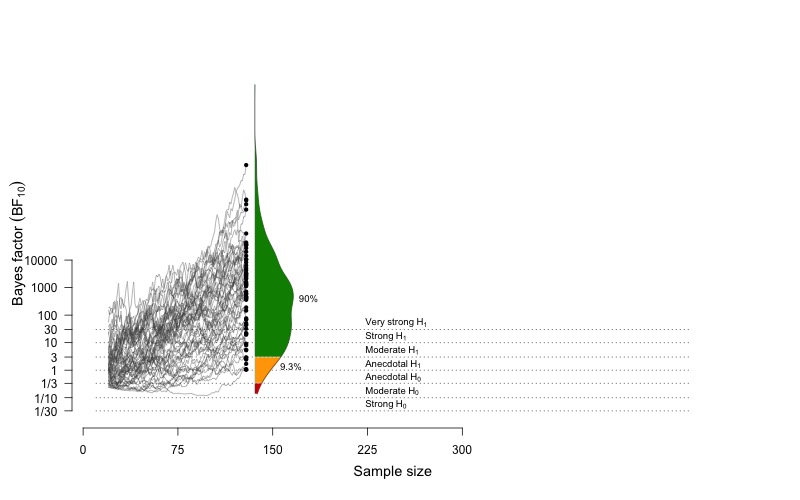 Bayes factor (BF₁₀)
10000
1000
100
30
10
3
1
1/3
1/10
1/30
90%
9.3%
Very strong H₁
Strong H₁
Moderate H₁
Anecdotal H₁
Anecdotal H₀
Moderate H₀
Strong H₀
0 75 150 225 300
Sample size